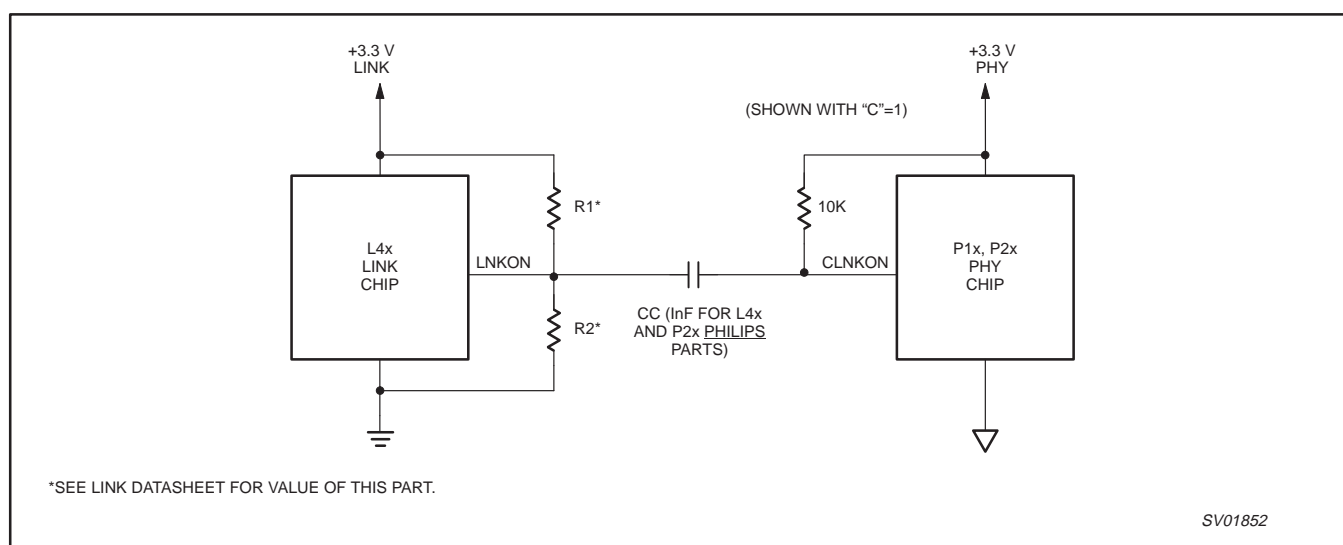 +3.3 V
LINK
+3.3 V
PHY
(SHOWN WITH “C”=1)
R1*
10K
L4x
LINK
CHIP
LNKON
CLNKON
P1x, P2x
PHY
CHIP
R2*
CC (InF FOR L4x
AND P2x PHILIPS
PARTS)
*SEE LINK DATASHEET FOR VALUE OF THIS PART.
SV01852